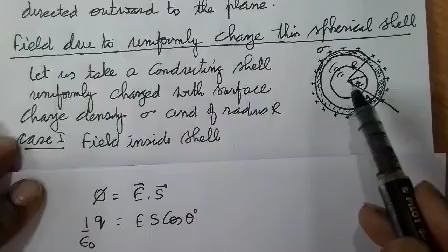 directed outward to the plane.
Field due to uniformly charge thin spherical shell
Let us take a conducting shell
uniformly charged with surface
charge density σ and of radius R
Case I Field inside shell
σ
R
ϕ = E⃗ . S⃗
1/ε₀ q = E S Cos θ°